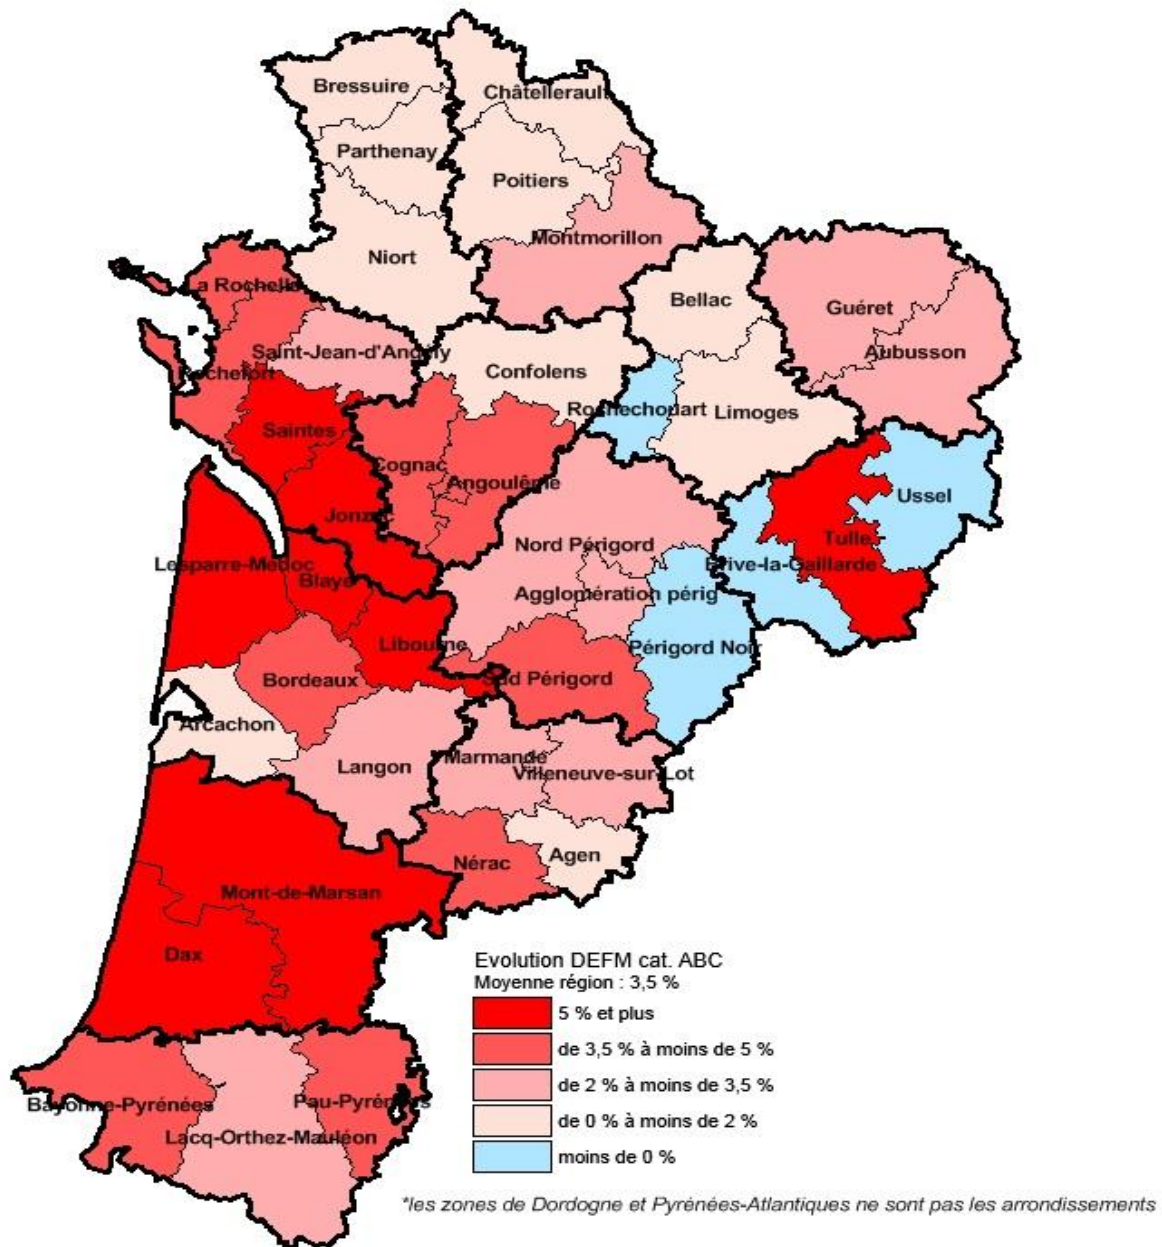 Bressuire
Châtellerault
Parthenay
Poitiers
Montmorillon
Niort
La Rochelle
Bellac
Guéret
Saint-Jean-d'Angély
Aubusson
Rochefort
Confolens
Rochechouart
Limoges
Saintes
Cognac
Angoulême
Ussel
Jonzac
Nord Périgord
Tulle
Lesparre-Médoc
Brive-la-Gaillarde
Blaye
Agglomération périg
Libourne
Périgord Noir
Bordeaux
Sud Périgord
Arcachon
Langon
Marmande
Villeneuve-sur-Lot
Nérac
Agen
Mont-de-Marsan
Dax
Evolution DEFM cat. ABC
Moyenne région : 3,5 %
5 % et plus
de 3,5 % à moins de 5 %
de 2 % à moins de 3,5 %
de 0 % à moins de 2 %
moins de 0 %
Bayonne-Pyrénées
Pau-Pyrénées
Lacq-Orthez-Mauléon
*les zones de Dordogne et Pyrénées-Atlantiques ne sont pas les arrondissements